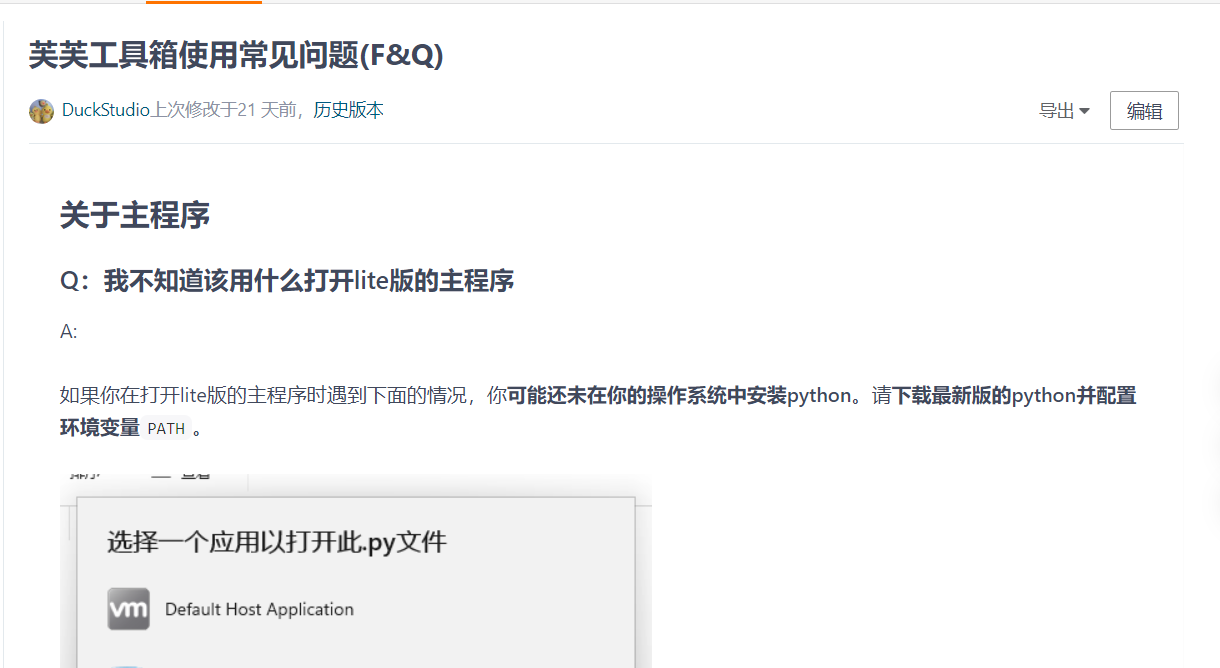 芙芙工具箱使用常见问题(F&Q)
DuckStudio上次修改于21 天前，历史版本
导出
编辑
关于主程序
Q：我不知道该用什么打开lite版的主程序
A:
如果你在打开lite版的主程序时遇到下面的情况，你可能还未在你的操作系统中安装python。请下载最新版的python并配置
环境变量 PATH 。
选择一个应用以打开此.py文件
vm
Default Host Application